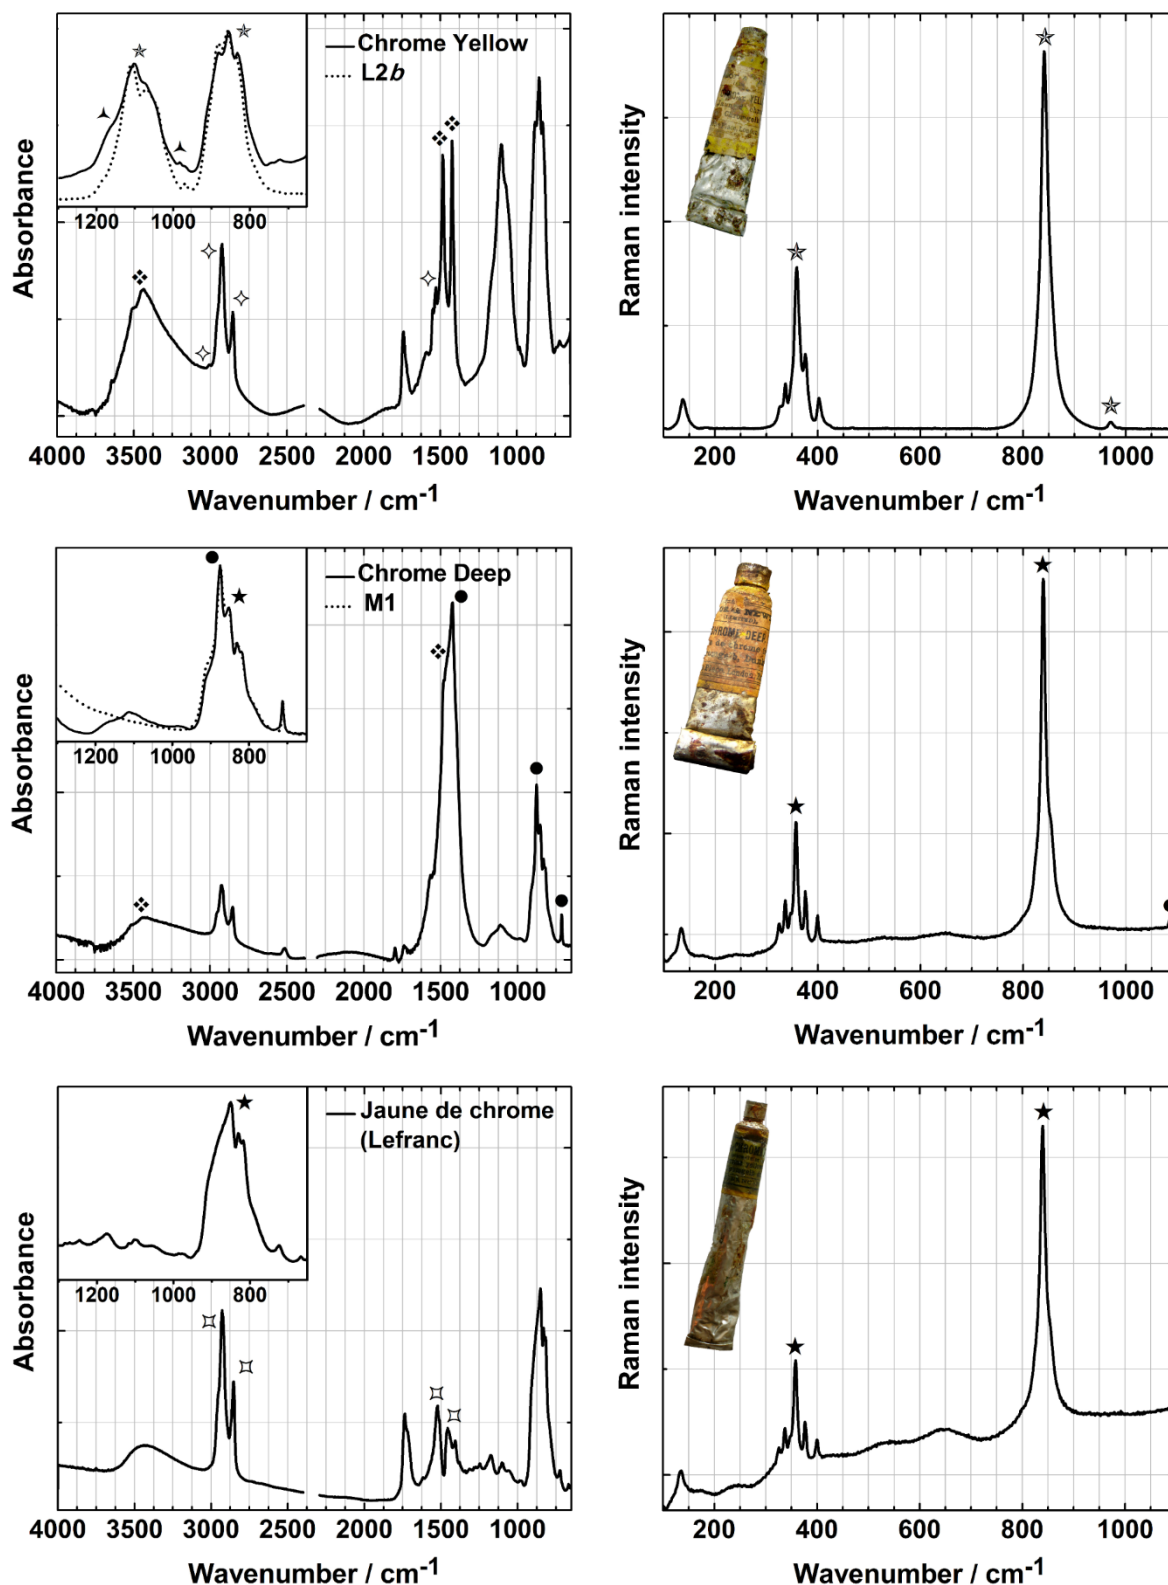 Absorbance
Chrome Yellow
L2b
1200 1000 800
4000 3500 3000 2500 2000 1500 1000
Wavenumber / cm-1
Raman intensity
200 400 600 800 1000
Wavenumber / cm-1
Absorbance
Chrome Deep
M1
1200 1000 800
4000 3500 3000 2500 2000 1500 1000
Wavenumber / cm-1
Raman intensity
NEW
CHROME DEEP
200 400 600 800 1000
Wavenumber / cm-1
Absorbance
Jaune de chrome
(Lefranc)
1200 1000 800
4000 3500 3000 2500 2000 1500 1000
Wavenumber / cm-1
Raman intensity
200 400 600 800 1000
Wavenumber / cm-1